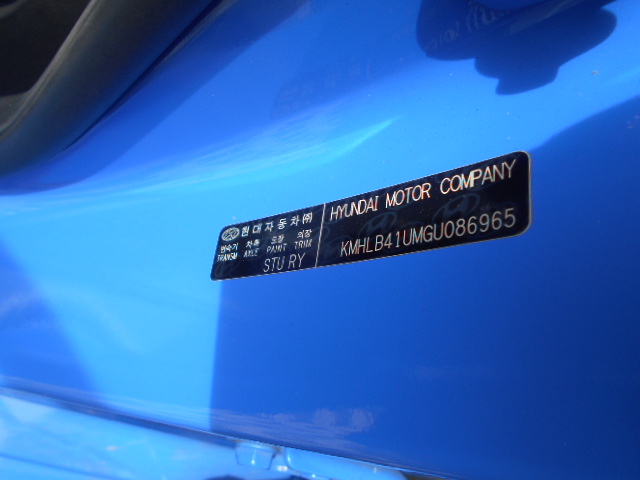 현대자동차㈜
변속기 차축 도장 의장
TRANSM AXLE PAINT TRIM
STU RY
HYUNDAI MOTOR COMPANY
KMHLB41UMGU086965